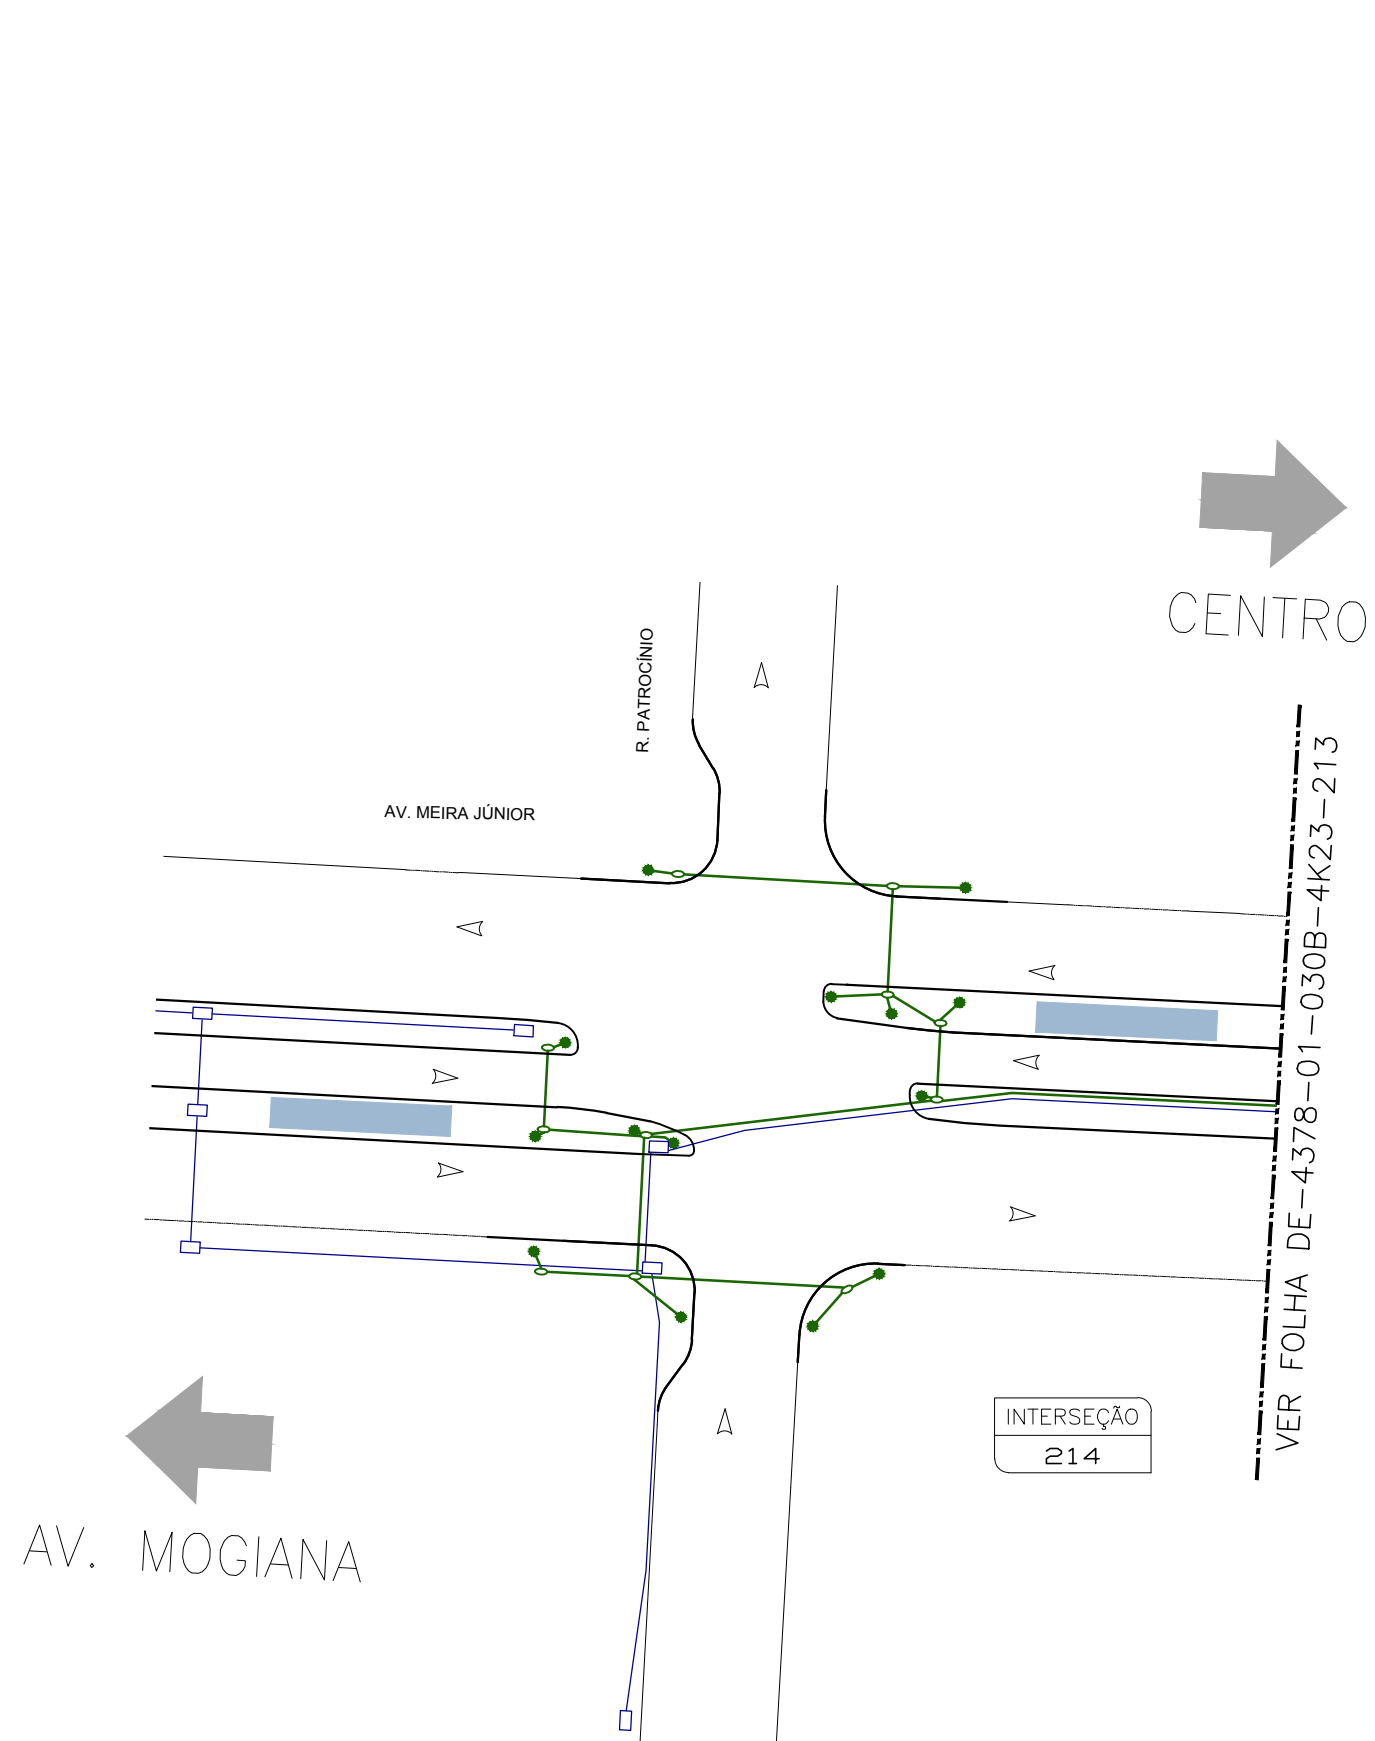 CENTRO
R. PATROCÍNIO
AV. MEIRA JÚNIOR
VER FOLHA DE-4378-01-030B-4K23-213
INTERSEÇÃO
214
AV. MOGIANA